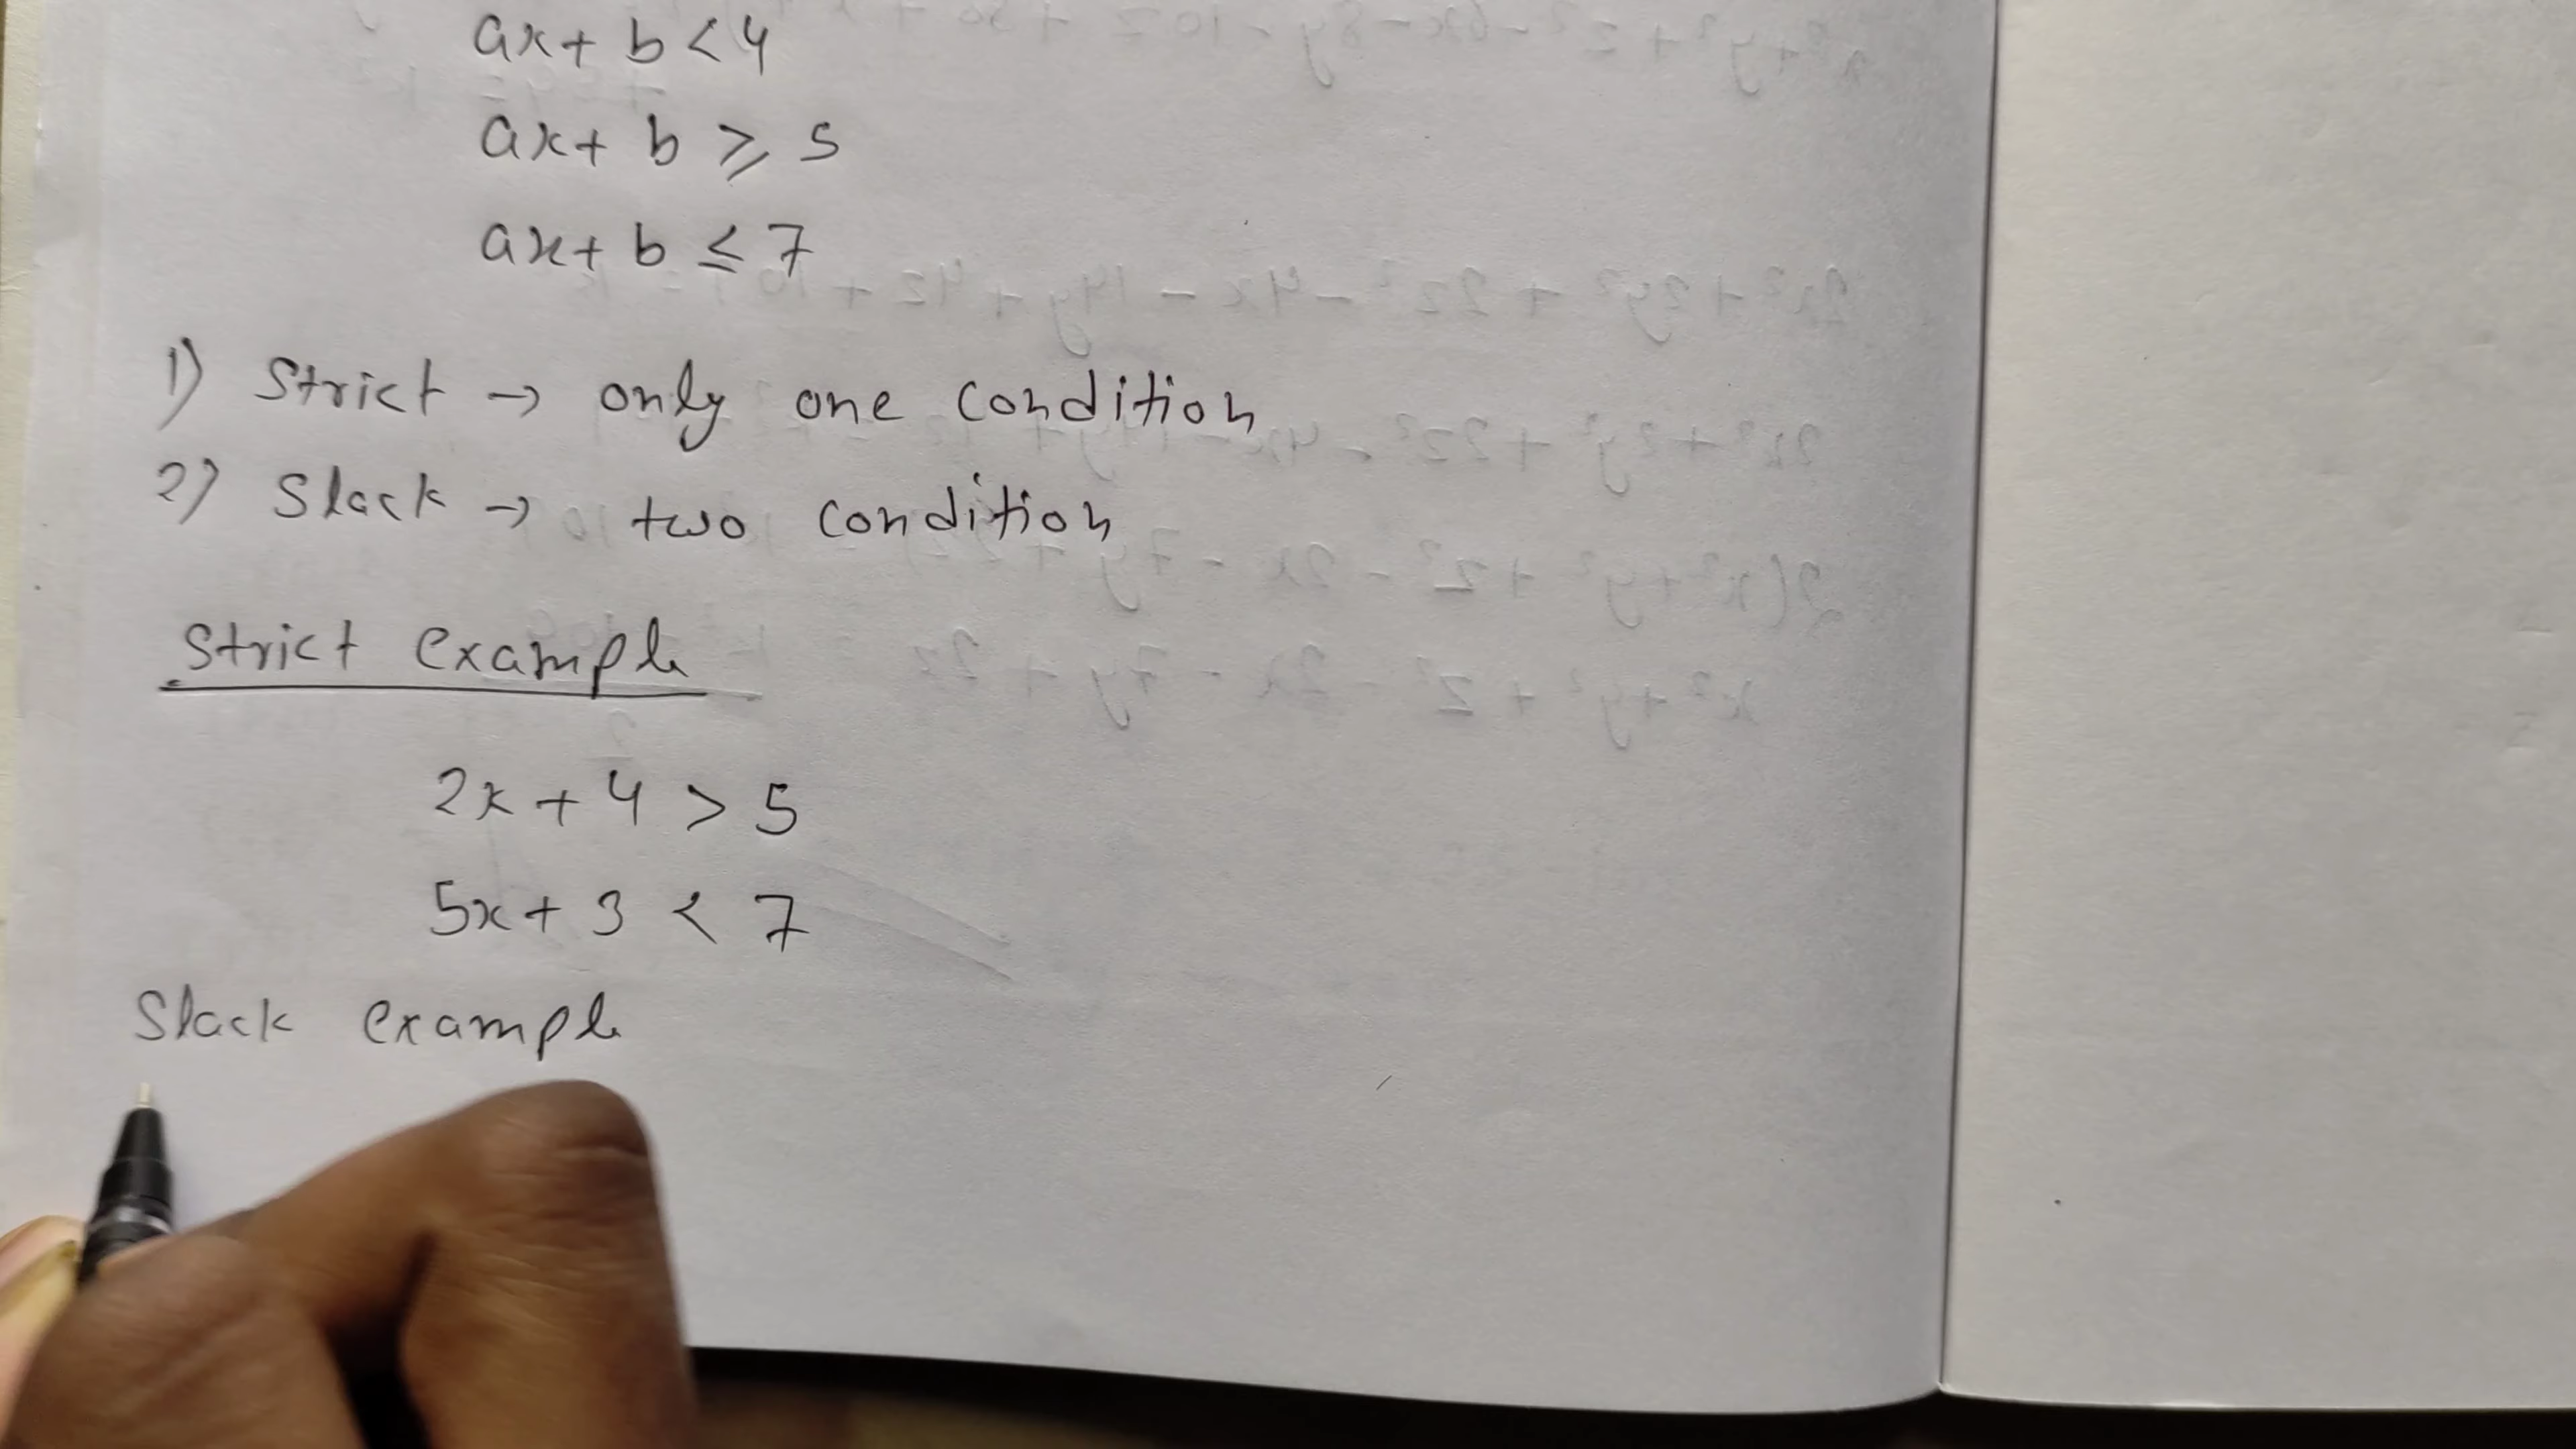 ax + b < 4
ax + b ⩾ 5
ax + b ≤ 7
1) Strict → only one condition
2) Slack → two condition
Strict example
2x + 4 > 5
5x + 3 < 7
Slack example